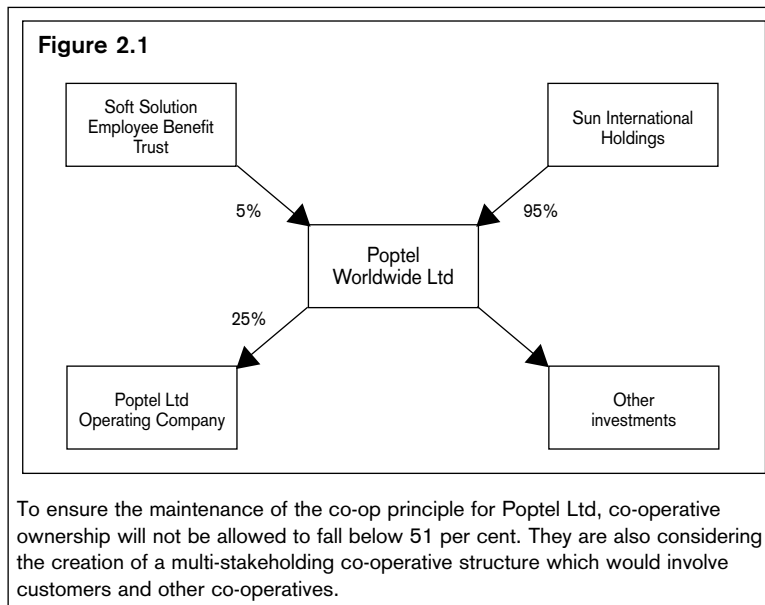 Figure 2.1
Soft Solution
Employee Benefit
Trust
Sun International
Holdings
5%
95%
Poptel
Worldwide Ltd
25%
Poptel Ltd
Operating Company
Other
investments
To ensure the maintenance of the co-op principle for Poptel Ltd, co-operative
ownership will not be allowed to fall below 51 per cent. They are also considering
the creation of a multi-stakeholding co-operative structure which would involve
customers and other co-operatives.